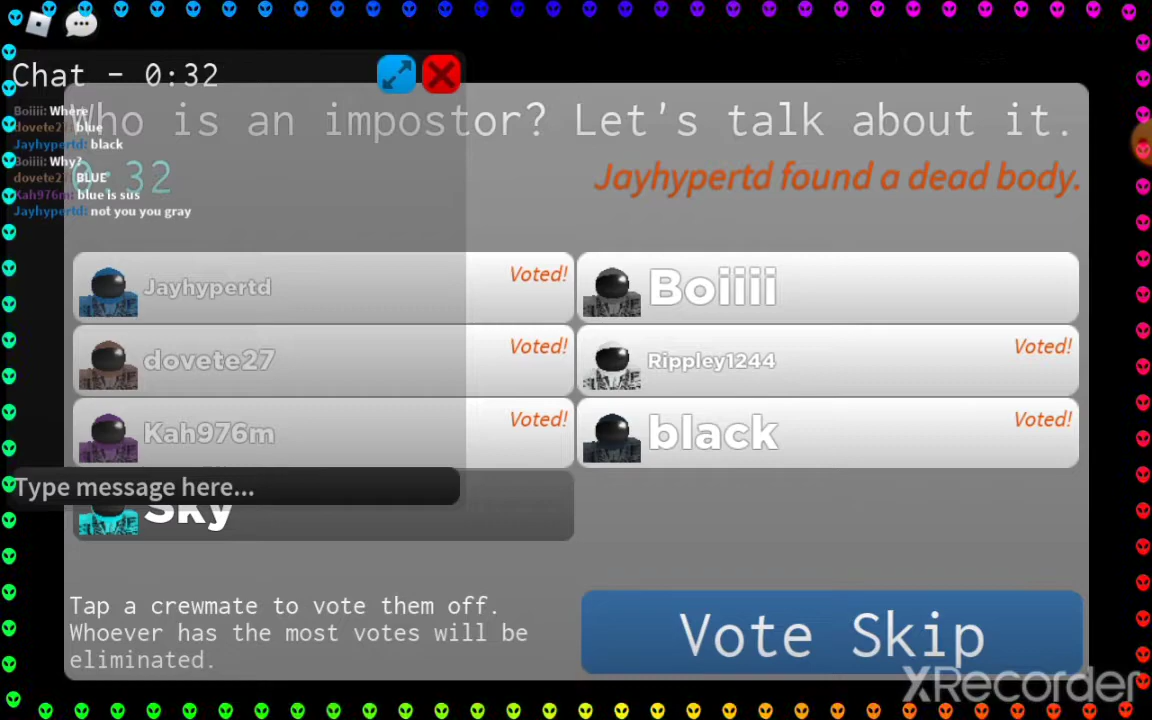 Chat - 0:32
Who is an impostor? Let's talk about it.
0:32
Jayhypertd found a dead body.
Boiiii: Where
dovete27: blue
Jayhypertd: black
Boiiii: Why?
dovete27: BLUE
Kah976m: blue is sus
Jayhypertd: not you you gray
Jayhypertd Voted!
Boiiii
dovete27 Voted!
Rippley1244 Voted!
Kah976m Voted!
black Voted!
Type message here...
Sky
Tap a crewmate to vote them off.
Whoever has the most votes will be
eliminated.
Vote Skip
XRecorder